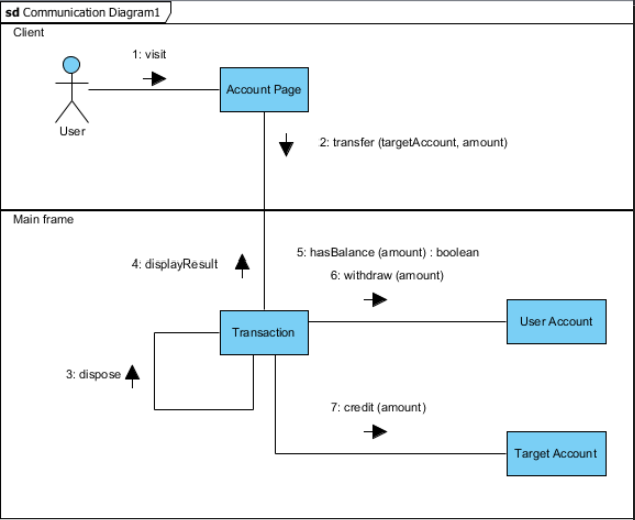 sd Communication Diagram1
Client
1: visit
User
Account Page
2: transfer (targetAccount, amount)
Main frame
4: displayResult
5: hasBalance (amount) : boolean
6: withdraw (amount)
Transaction
User Account
3: dispose
7: credit (amount)
Target Account